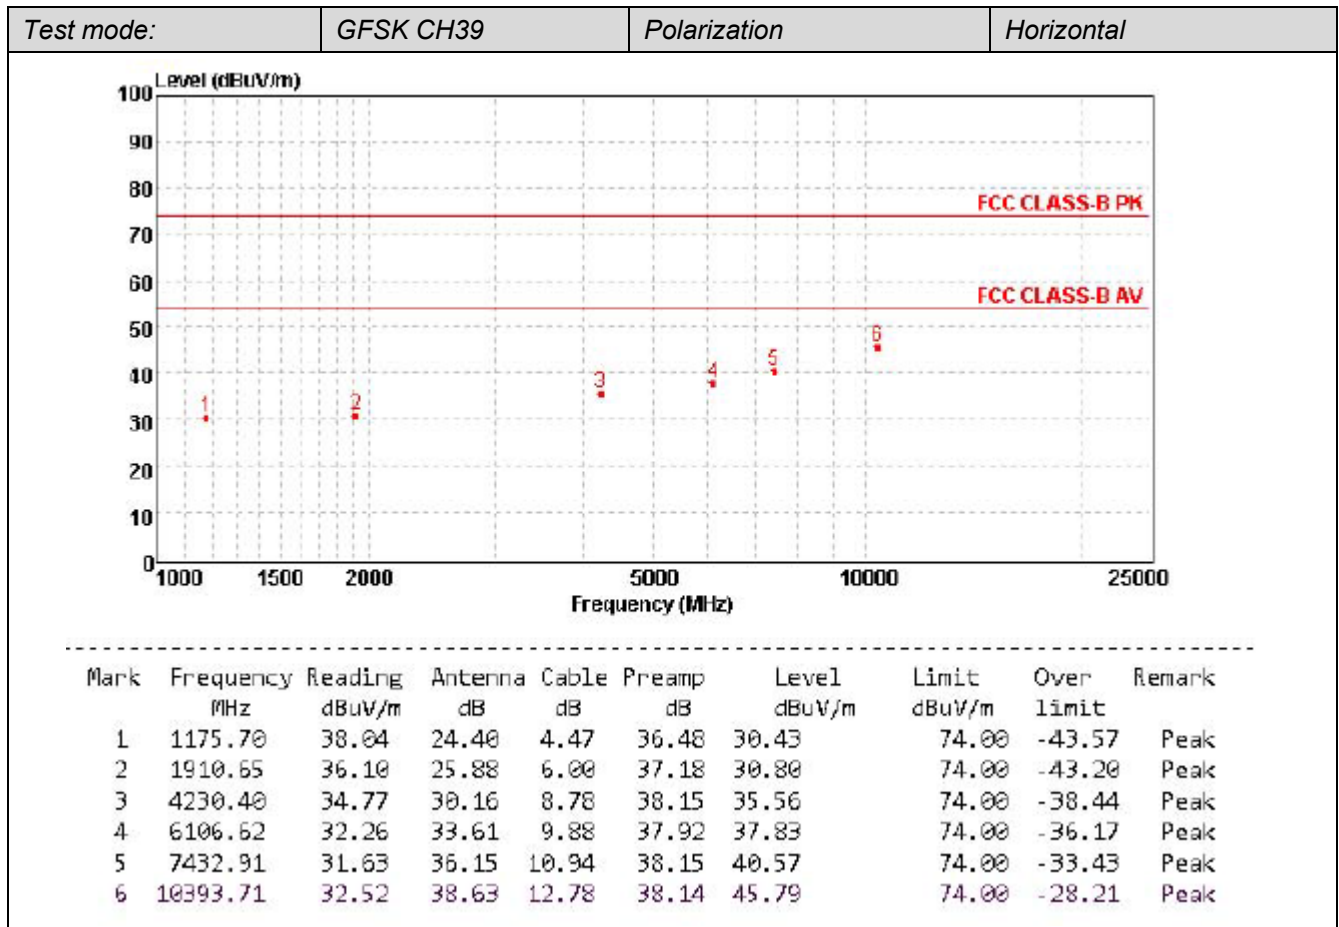 Test mode: GFSK CH39 Polarization Horizontal
Level (dBuV/m)
100
90
80
FCC CLASS-B PK
70
60
FCC CLASS-B AV
50
6
5
40
4
3
1
2
30
20
10
0
1000 1500 2000 5000 10000 25000
Frequency (MHz)
Mark Frequency Reading Antenna Cable Preamp Level Limit Over Remark
MHz dBuV/m dB dB dB dBuV/m dBuV/m limit
1 1175.70 38.04 24.40 4.47 36.48 30.43 74.00 -43.57 Peak
2 1910.65 36.10 25.88 6.00 37.18 30.80 74.00 -43.20 Peak
3 4230.40 34.77 30.16 8.78 38.15 35.56 74.00 -38.44 Peak
4 6106.62 32.26 33.61 9.88 37.92 37.83 74.00 -36.17 Peak
5 7432.91 31.63 36.15 10.94 38.15 40.57 74.00 -33.43 Peak
6 10393.71 32.52 38.63 12.78 38.14 45.79 74.00 -28.21 Peak